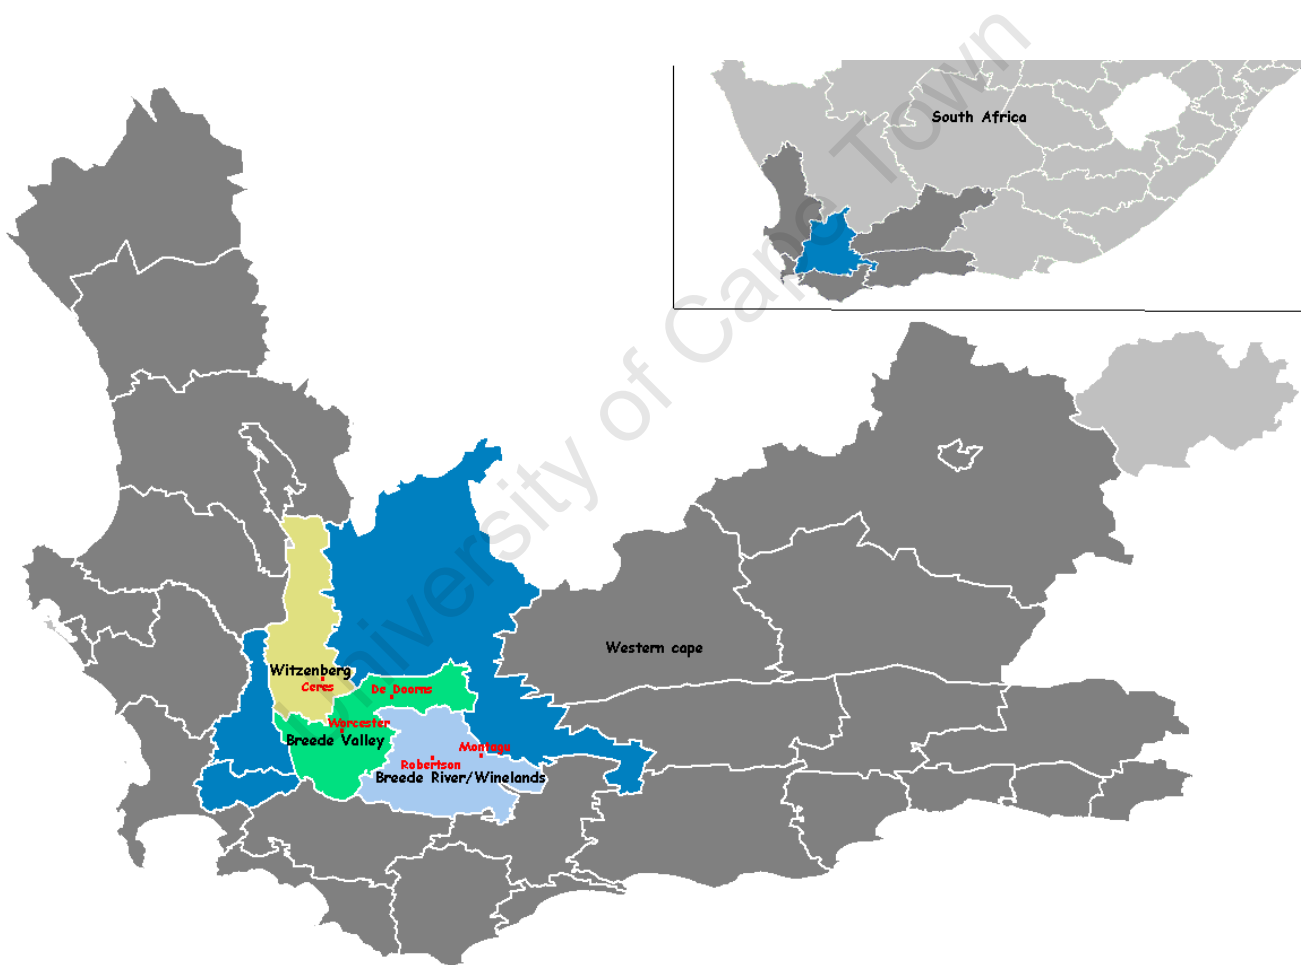 South Africa
University of Cape Town
Western cape
Witzenberg
Ceres
De Doorns
Worcester
Breede Valley
Montagu
Robertson
Breede River/Winelands